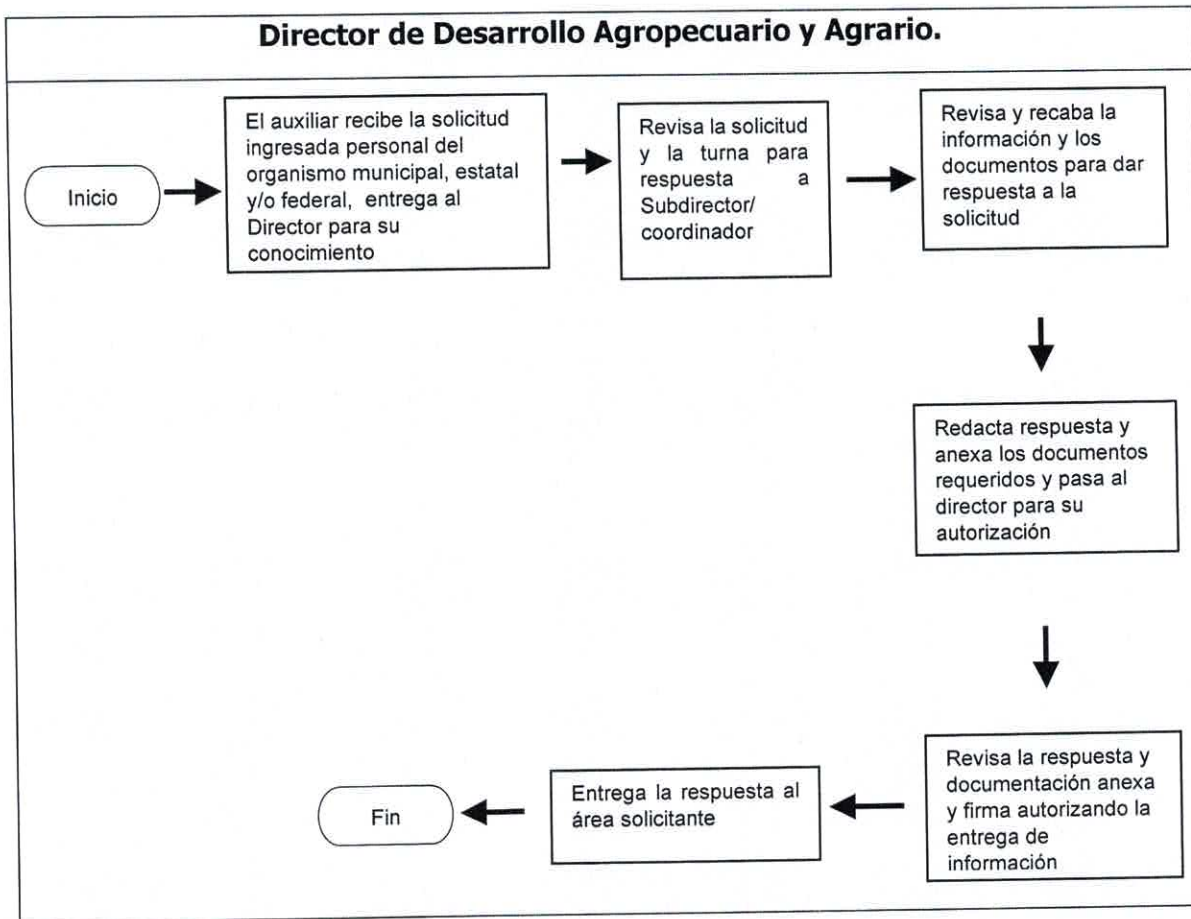 Director de Desarrollo Agropecuario y Agrario.
Inicio
El auxiliar recibe la solicitud
ingresada personal del
organismo municipal, estatal
y/o federal, entrega al
Director para su
conocimiento
Revisa la solicitud
y la turna para
respuesta a
Subdirector/
coordinador
Revisa y recaba la
información y los
documentos para dar
respuesta a la
solicitud
Redacta respuesta y
anexa los documentos
requeridos y pasa al
director para su
autorización
Revisa la respuesta y
documentación anexa
y firma autorizando la
entrega de
información
Entrega la respuesta al
área solicitante
Fin